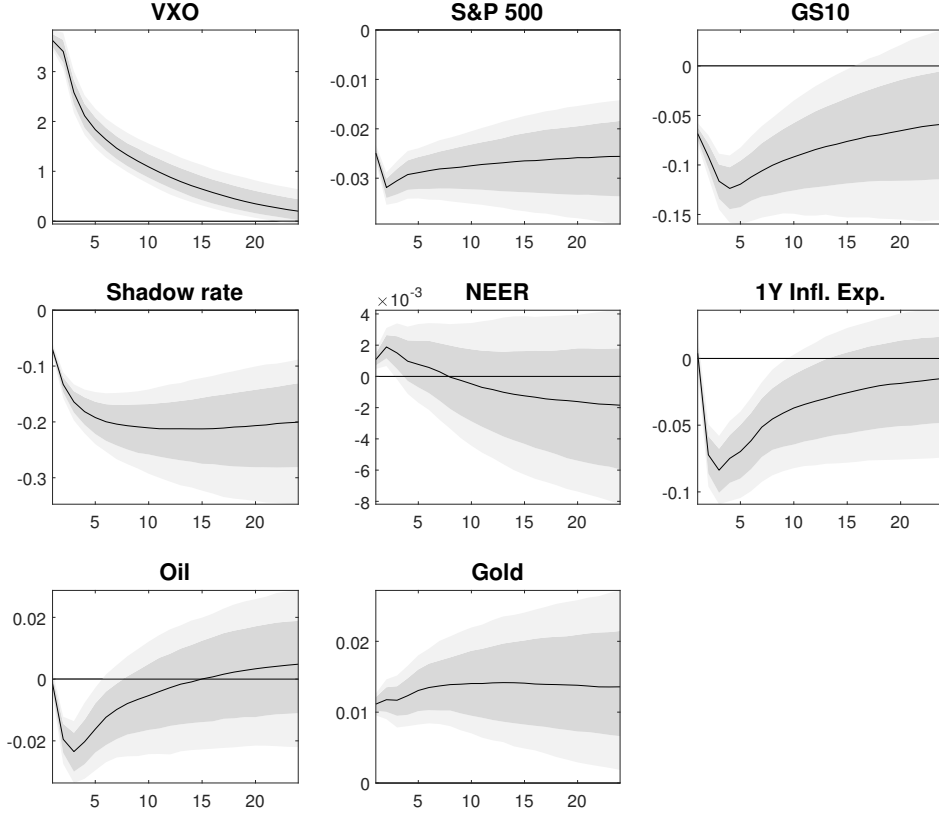 VXO
3
2
1
0
5 10 15 20
S&P 500
0
-0.01
-0.02
-0.03
5 10 15 20
GS10
0
-0.05
-0.1
-0.15
5 10 15 20
Shadow rate
0
-0.1
-0.2
-0.3
5 10 15 20
NEER
×10⁻³
4
2
0
-2
-4
-6
-8
5 10 15 20
1Y Infl. Exp.
0
-0.05
-0.1
5 10 15 20
Oil
0.02
0
-0.02
5 10 15 20
Gold
0.02
0.01
0
5 10 15 20